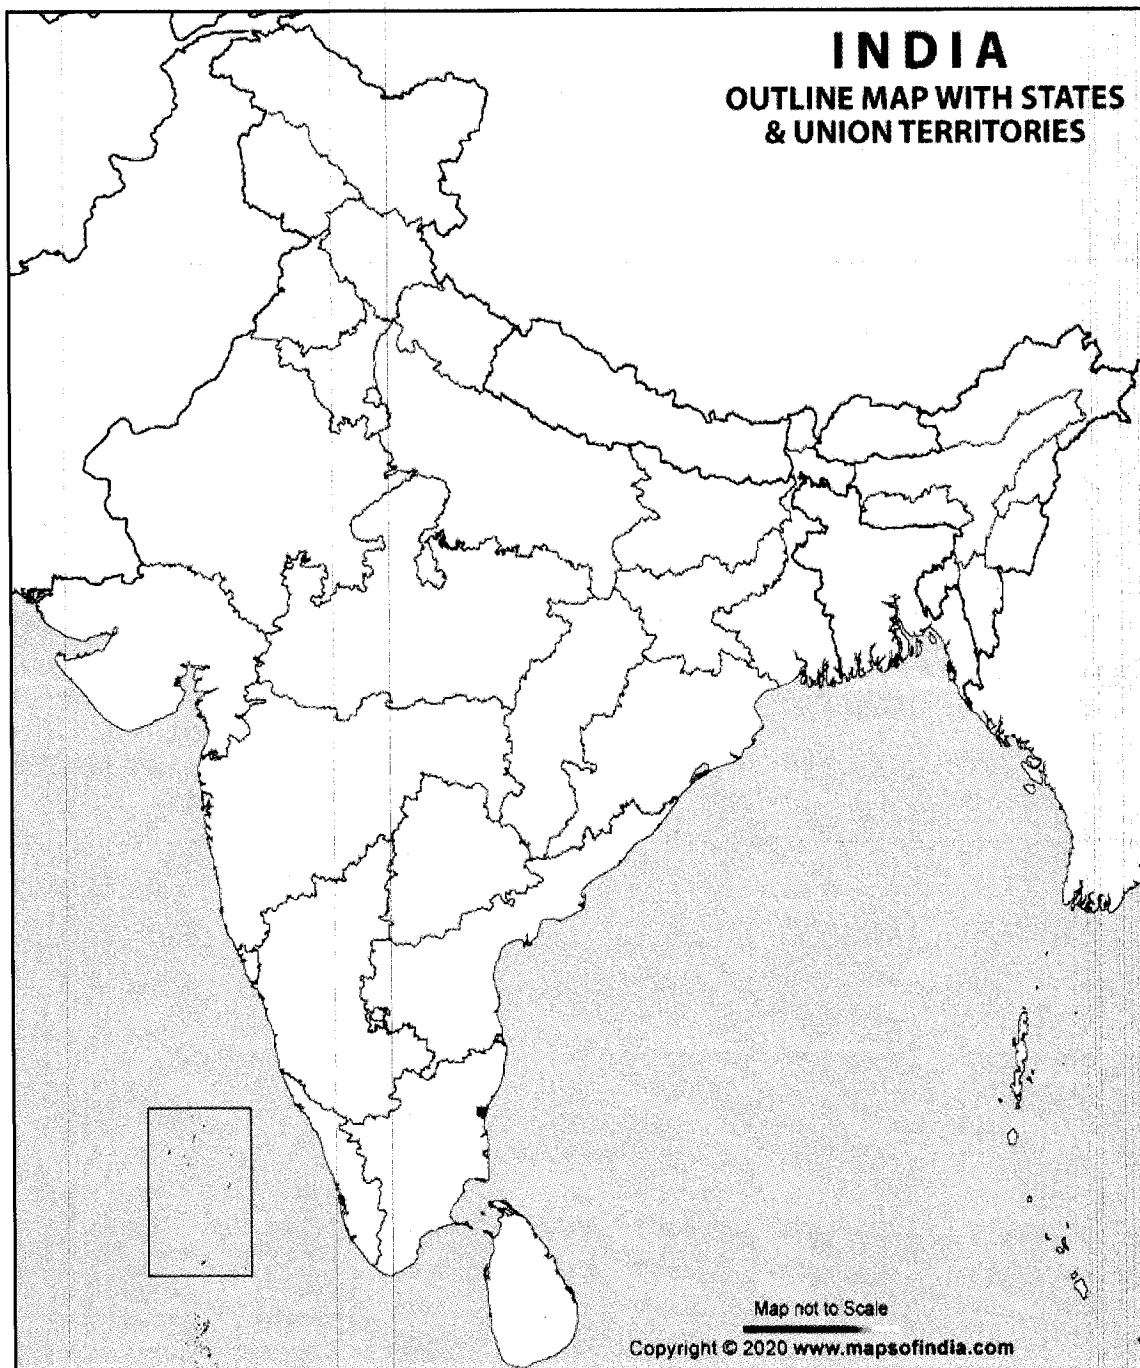 INDIA
OUTLINE MAP WITH STATES
& UNION TERRITORIES
Map not to Scale
Copyright © 2020 www.mapsofindia.com